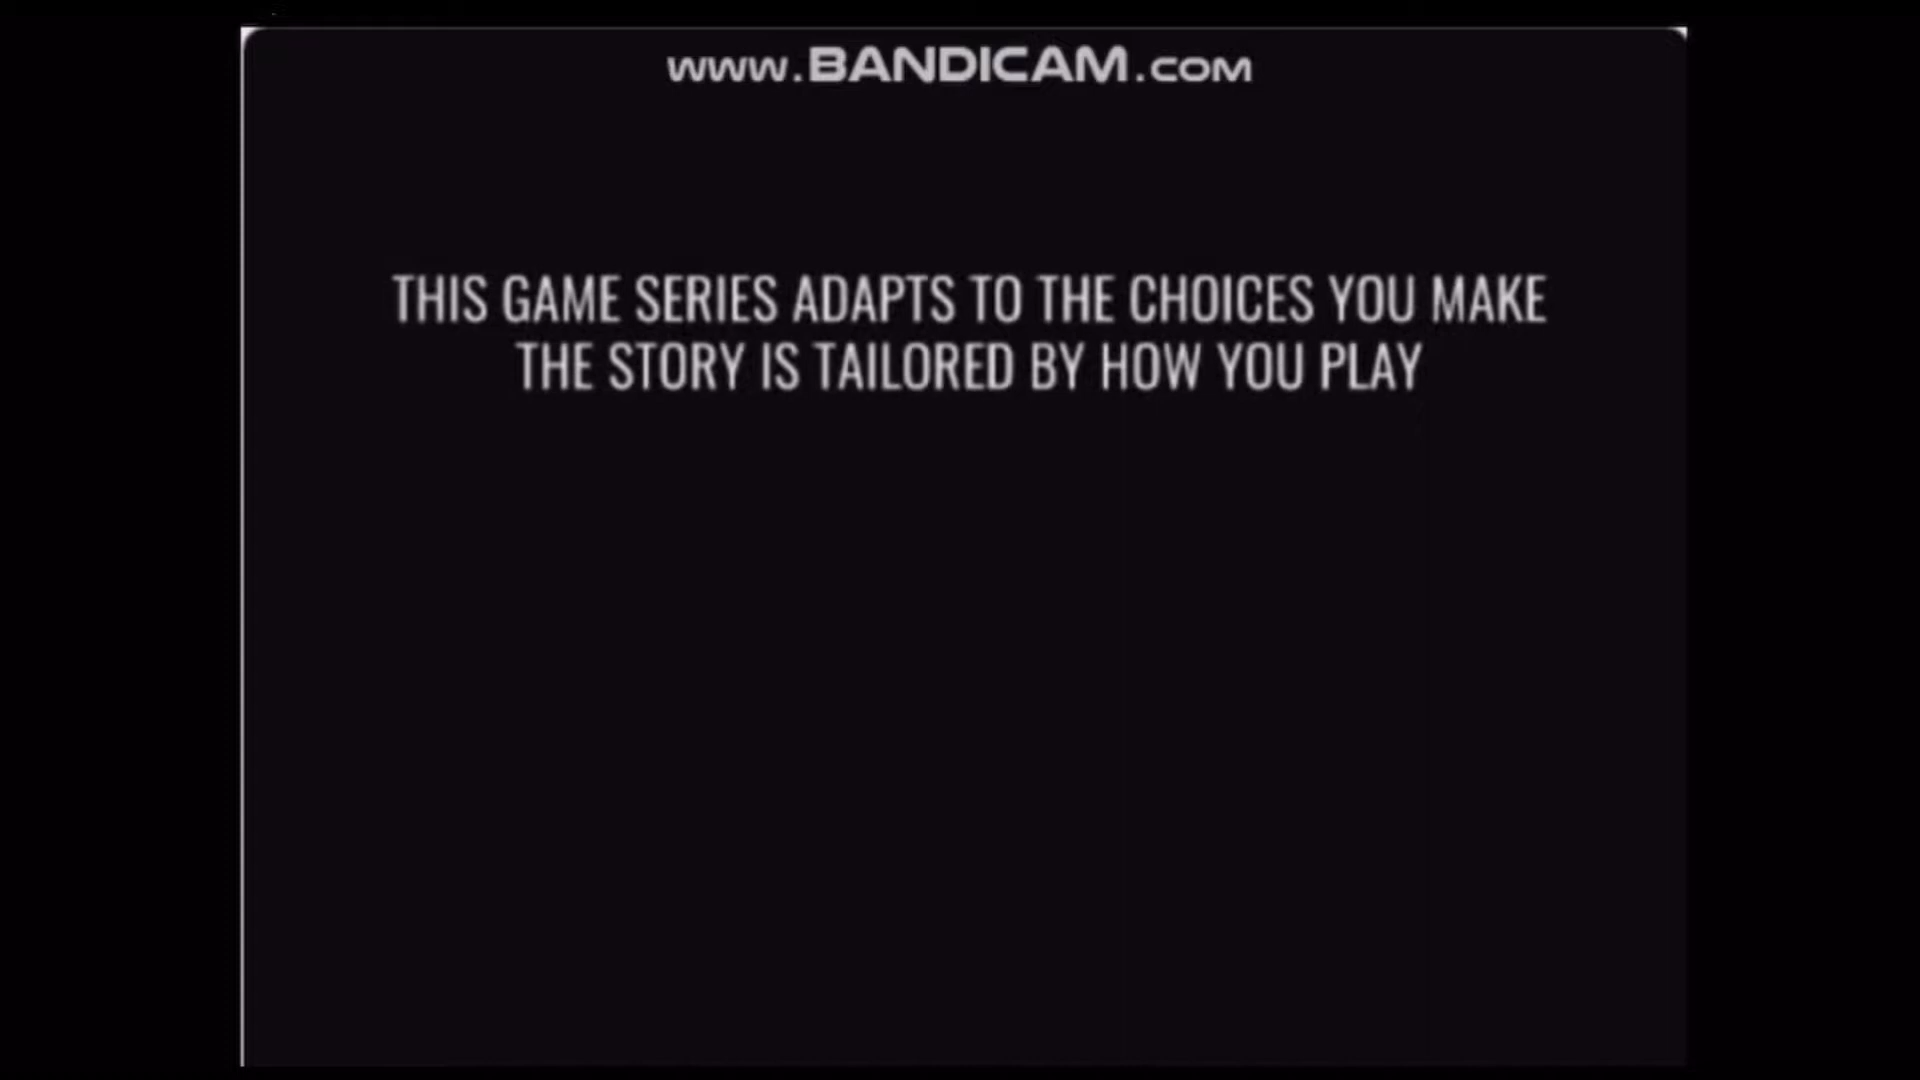 www.BANDICAM.com
THIS GAME SERIES ADAPTS TO THE CHOICES YOU MAKE
THE STORY IS TAILORED BY HOW YOU PLAY